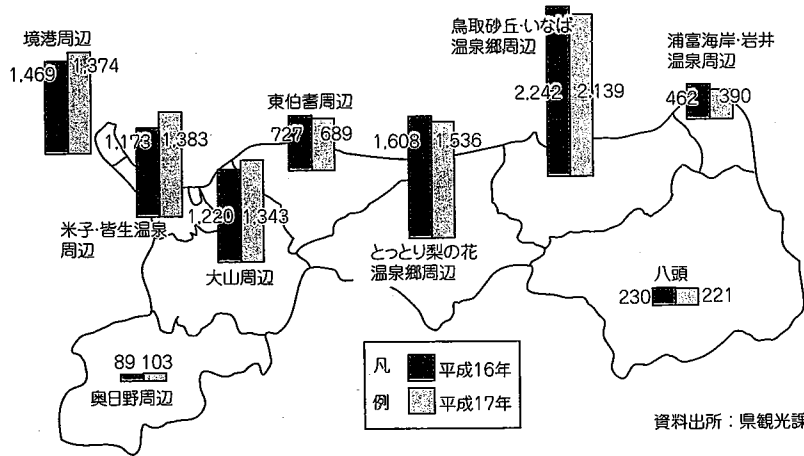 境港周辺
1,469 1,374
米子・皆生温泉
周辺
1,173 1,383
大山周辺
1,220 1,343
東伯耆周辺
727 689
とっとり梨の花
温泉郷周辺
1,608 1,536
鳥取砂丘・いなば
温泉郷周辺
2,242 2,139
浦富海岸・岩井
温泉周辺
462 390
八頭
230 221
89 103
奥日野周辺
凡例
平成16年
平成17年
資料出所：県観光課